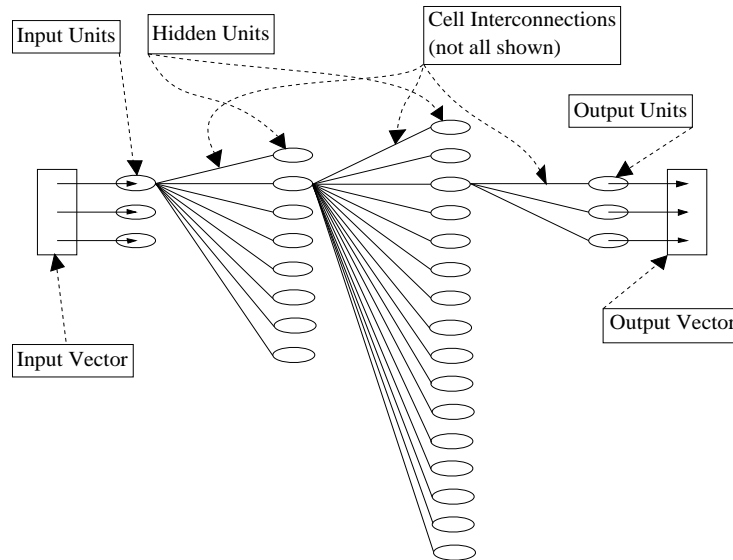 Input Units
Hidden Units
Cell Interconnections
(not all shown)
Output Units
Input Vector
Output Vector